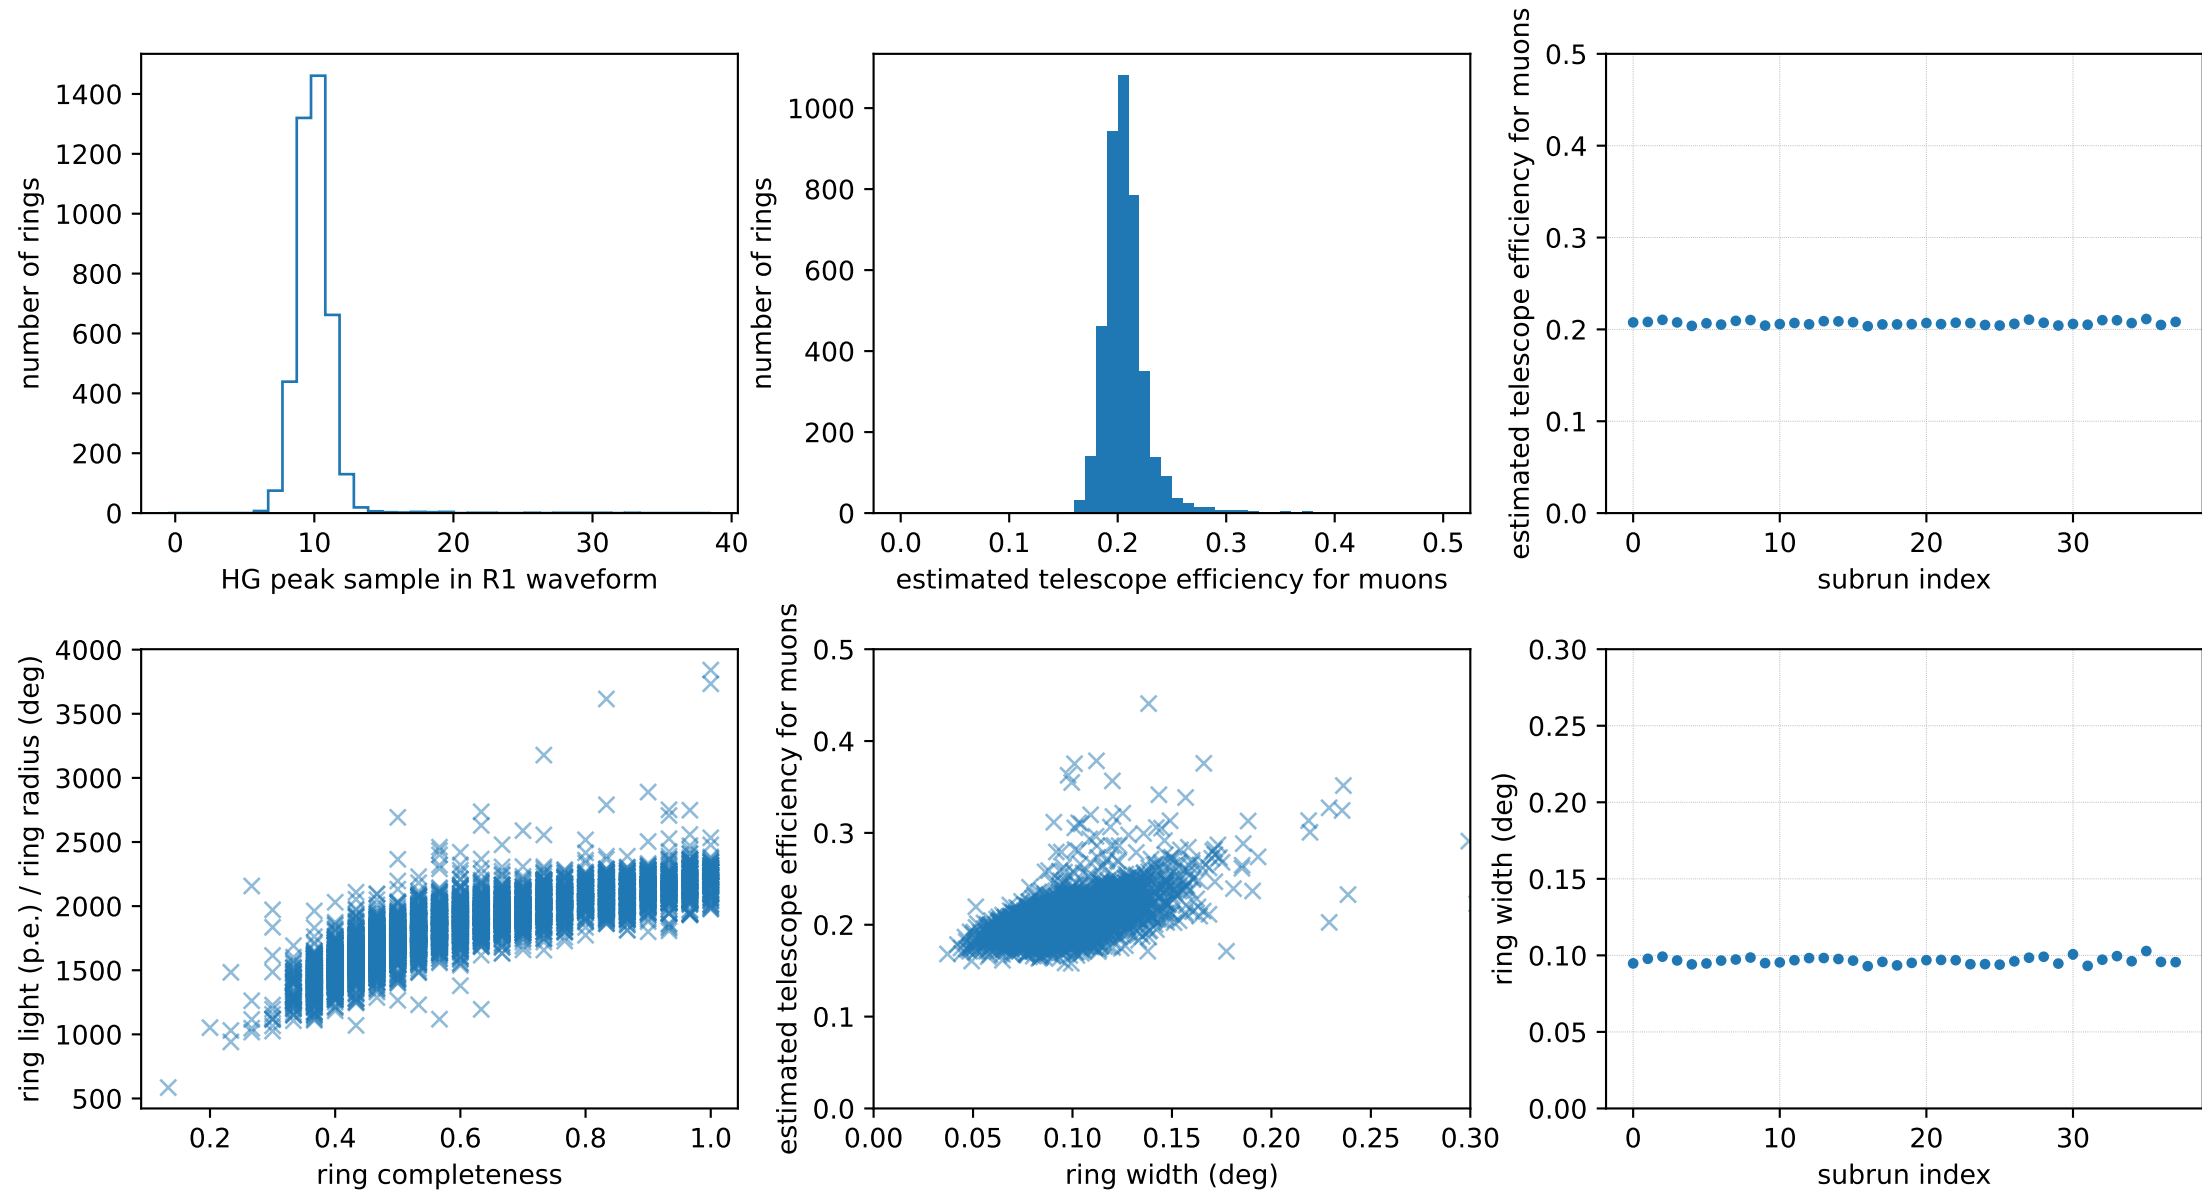 1400
1200
1000
800
600
400
200
0
number of rings
0 10 20 30 40
HG peak sample in R1 waveform
1000
800
600
400
200
0
number of rings
0.0 0.1 0.2 0.3 0.4 0.5
estimated telescope efficiency for muons
0.5
0.4
0.3
0.2
0.1
0.0
estimated telescope efficiency for muons
0 10 20 30
subrun index
4000
3500
3000
2500
2000
1500
1000
500
ring light (p.e.) / ring radius (deg)
0.2 0.4 0.6 0.8 1.0
ring completeness
0.5
0.4
0.3
0.2
0.1
0.0
estimated telescope efficiency for muons
0.00 0.05 0.10 0.15 0.20 0.25 0.30
ring width (deg)
0.30
0.25
0.20
0.15
0.10
0.05
0.00
ring width (deg)
0 10 20 30
subrun index